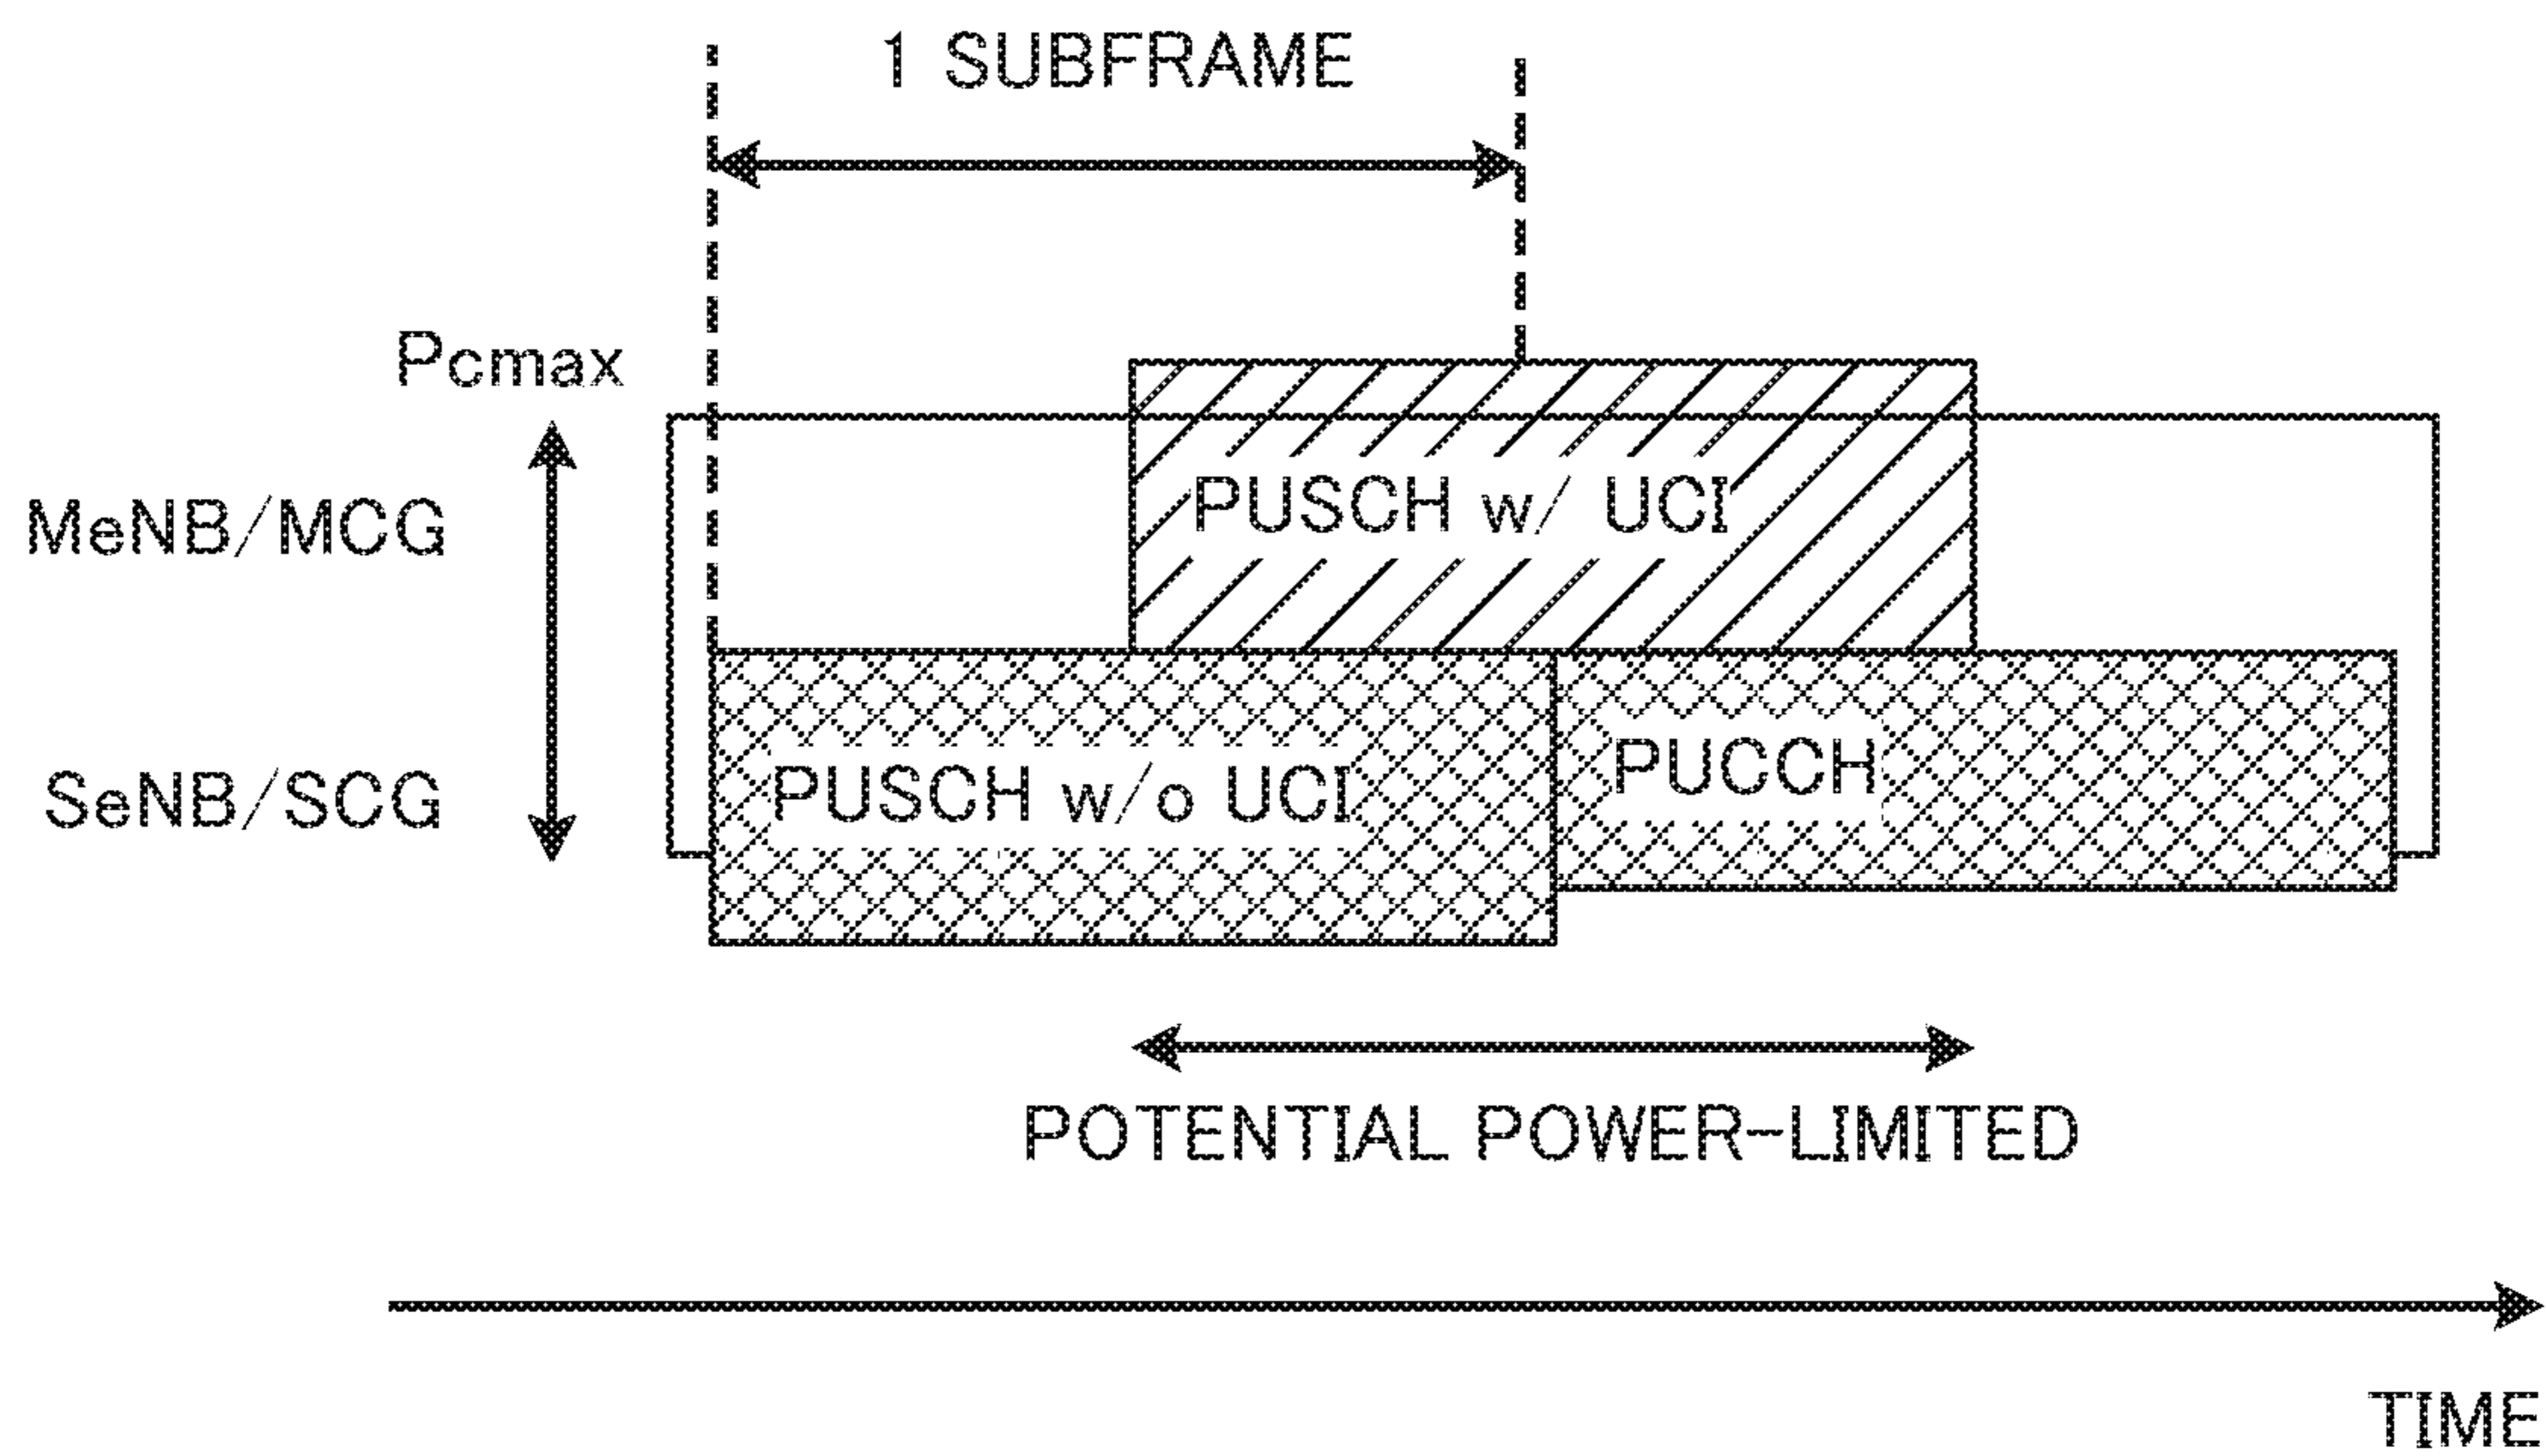 1 SUBFRAME
Pcmax
MeNB/MCG
PUSCH w/ UCI
SeNB/SCG
PUSCH w/o UCI
PUCCH
POTENTIAL POWER-LIMITED
TIME